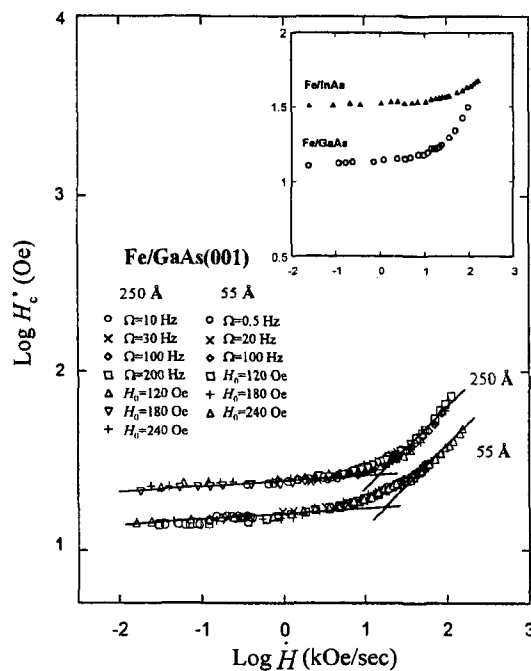 4
3
2
1
Log H_c^* (Oe)
-2 -1 0 1 2 3
Log Ḣ (kOe/sec)
2
1.5
1
0.5
-2 -1 0 1 2 3
Fe/InAs
Fe/GaAs
Fe/GaAs(001)
250 Å 55 Å
Ω=10 Hz Ω=0.5 Hz
Ω=30 Hz Ω=20 Hz
Ω=100 Hz Ω=100 Hz
Ω=200 Hz H₀=120 Oe
H₀=120 Oe H₀=180 Oe
H₀=180 Oe H₀=240 Oe
H₀=240 Oe
250 Å
55 Å